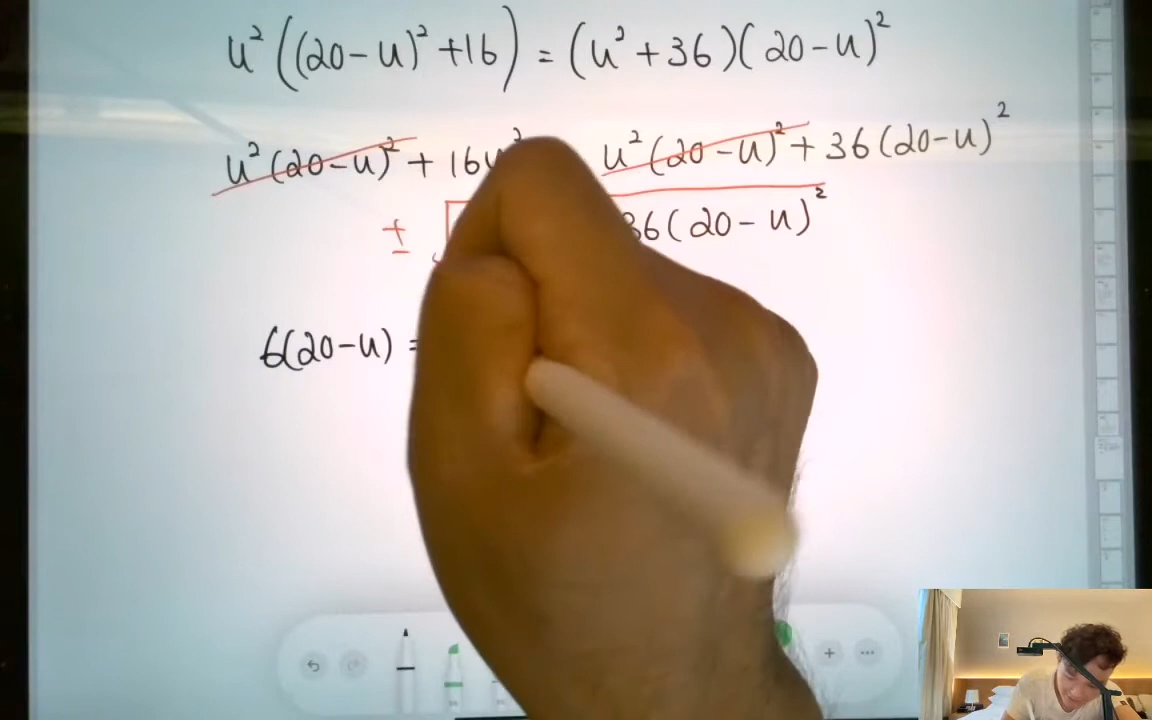 u²((20-u)²+16) = (u²+36)(20-u)²
u²(20-u)² + 16u² u²(20-u)² + 36(20-u)²
± 36(20-u)²
6(20-u) =